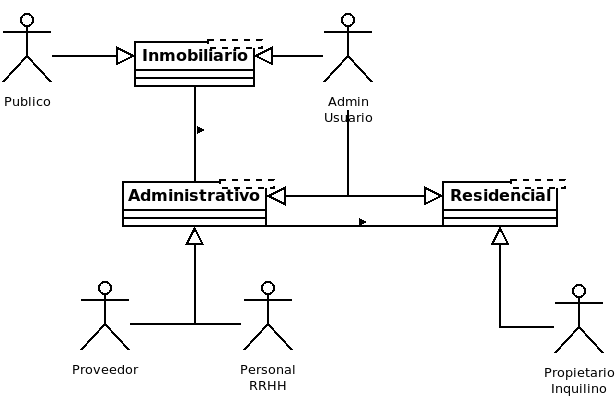 Inmobiliario
Publico
Admin
Usuario
Administrativo
Residencial
Proveedor
Personal
RRHH
Propietario
Inquilino